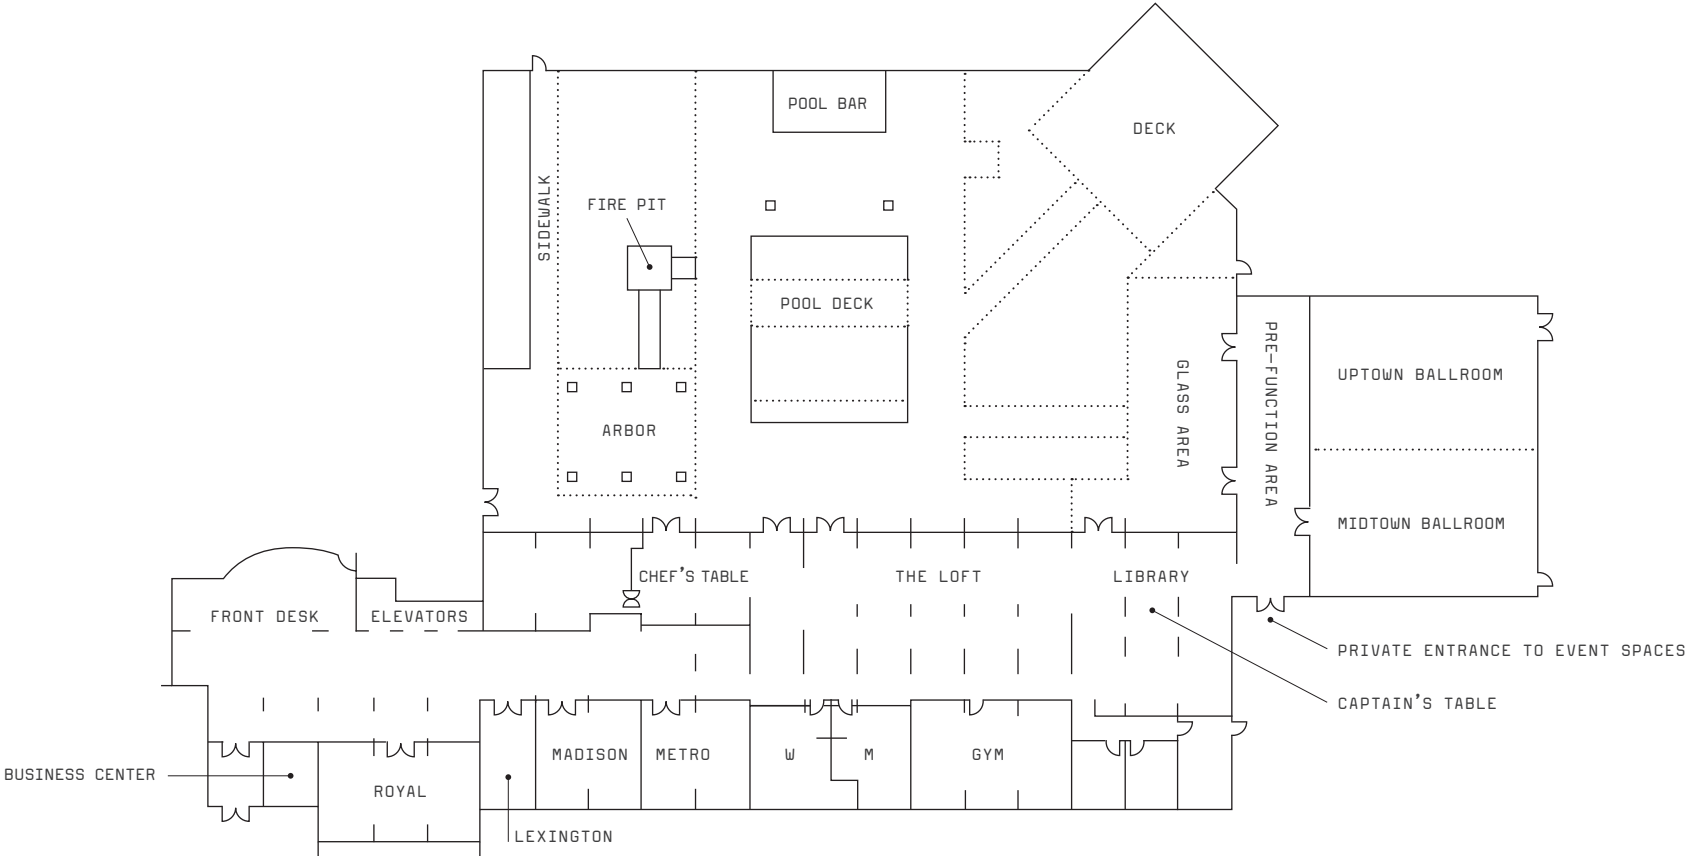 POOL BAR
DECK
SIDEWALK
FIRE PIT
POOL DECK
PRE-FUNCTION AREA
GLASS AREA
UPTOWN BALLROOM
ARBOR
MIDTOWN BALLROOM
CHEF'S TABLE
THE LOFT
LIBRARY
FRONT DESK
ELEVATORS
PRIVATE ENTRANCE TO EVENT SPACES
CAPTAIN'S TABLE
MADISON
METRO
W
M
GYM
BUSINESS CENTER
ROYAL
LEXINGTON